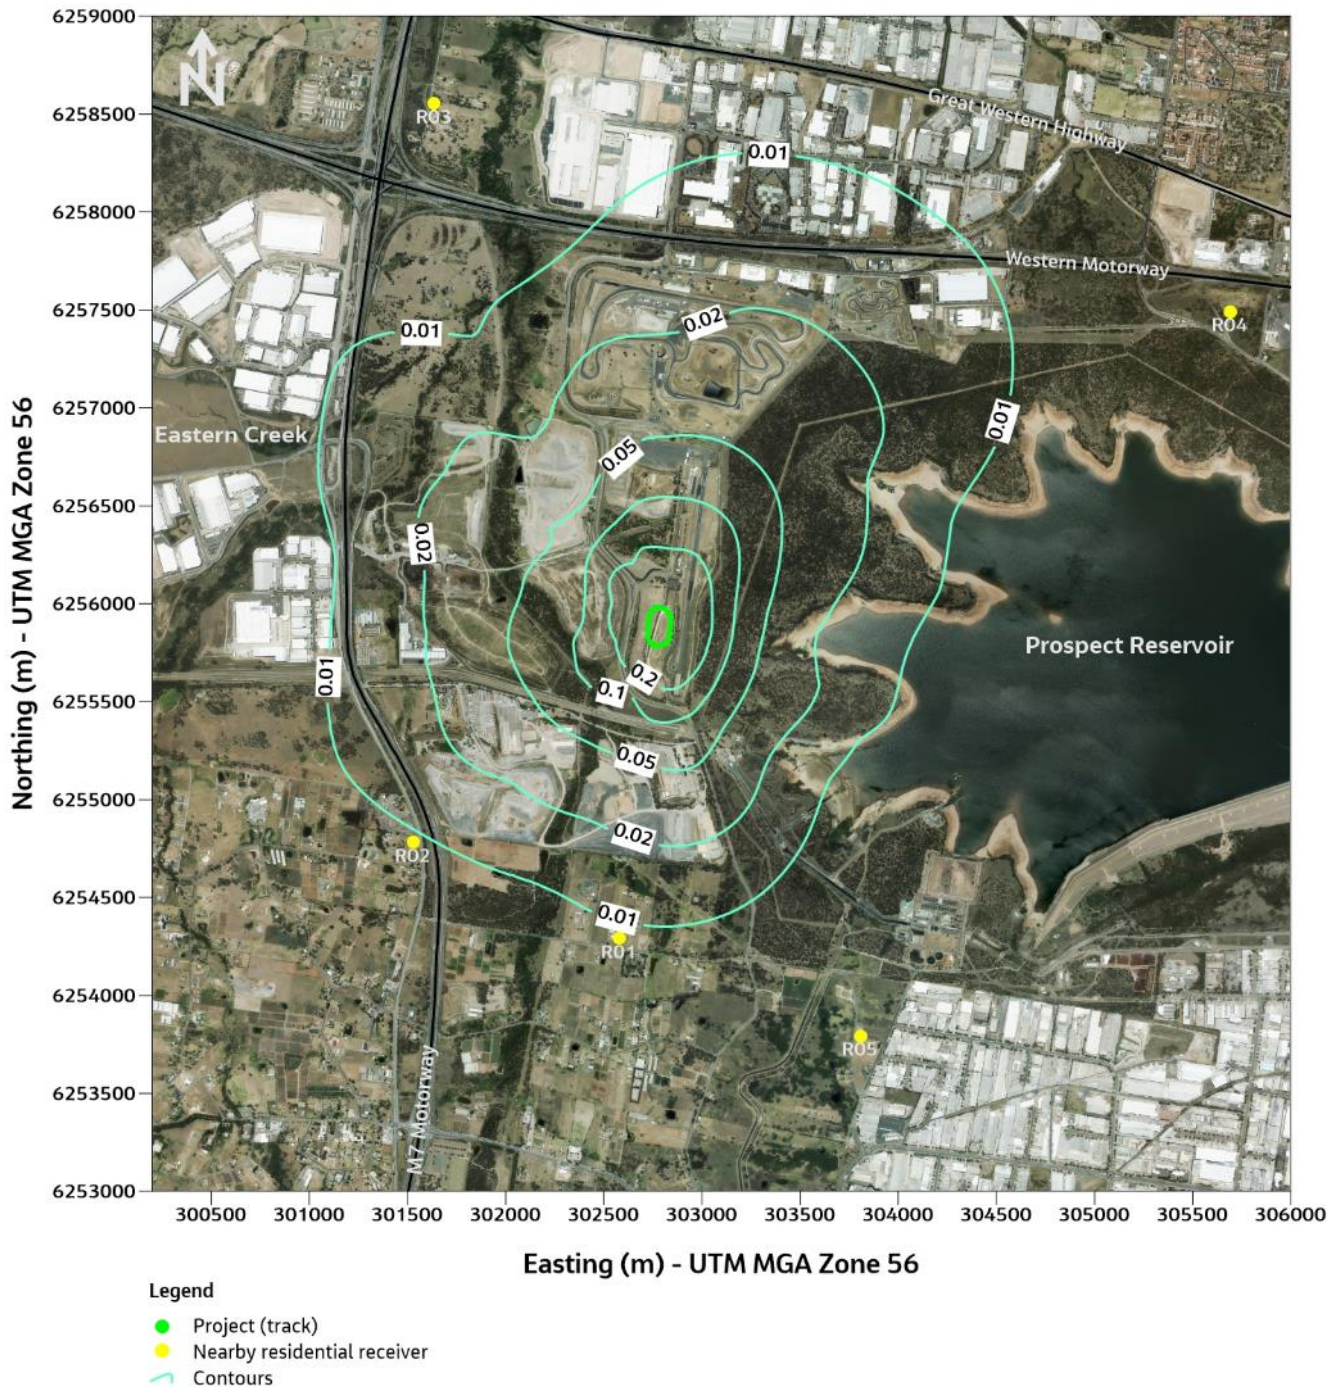 6259000
N
R03
6258500
Great Western Highway
0.01
6258000
Western Motorway
6257500
R04
0.01
0.02
6257000
0.01
Eastern Creek
0.05
6256500
0.02
6256000
Prospect Reservoir
0.01
0.2
0.1
6255500
0.05
6255000
0.02
R02
6254500
0.01
R01
6254000
R05
6253500
M7 Motorway
6253000
Northing (m) - UTM MGA Zone 56
300500 301000 301500 302000 302500 303000 303500 304000 304500 305000 305500 306000
Easting (m) - UTM MGA Zone 56
Legend
Project (track)
Nearby residential receiver
Contours